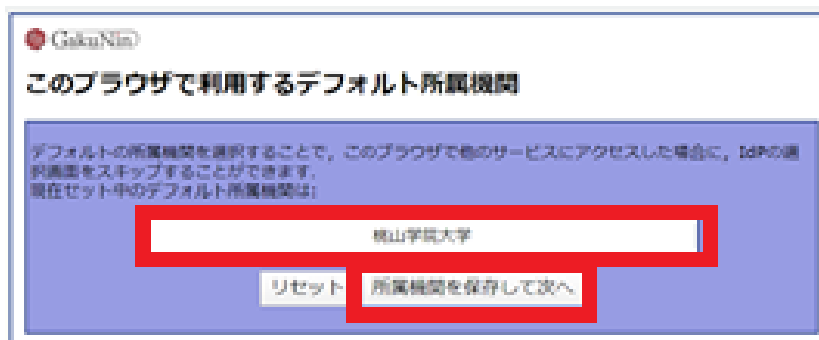 GakuNin
このブラウザで利用するデフォルト所属機関
デフォルトの所属機関を選択することで, このブラウザで他のサービスにアクセスした場合に, IdPの選
択画面をスキップすることができます.
現在セット中のデフォルト所属機関は:
桃山学院大学
リセット
所属機関を保存して次へ